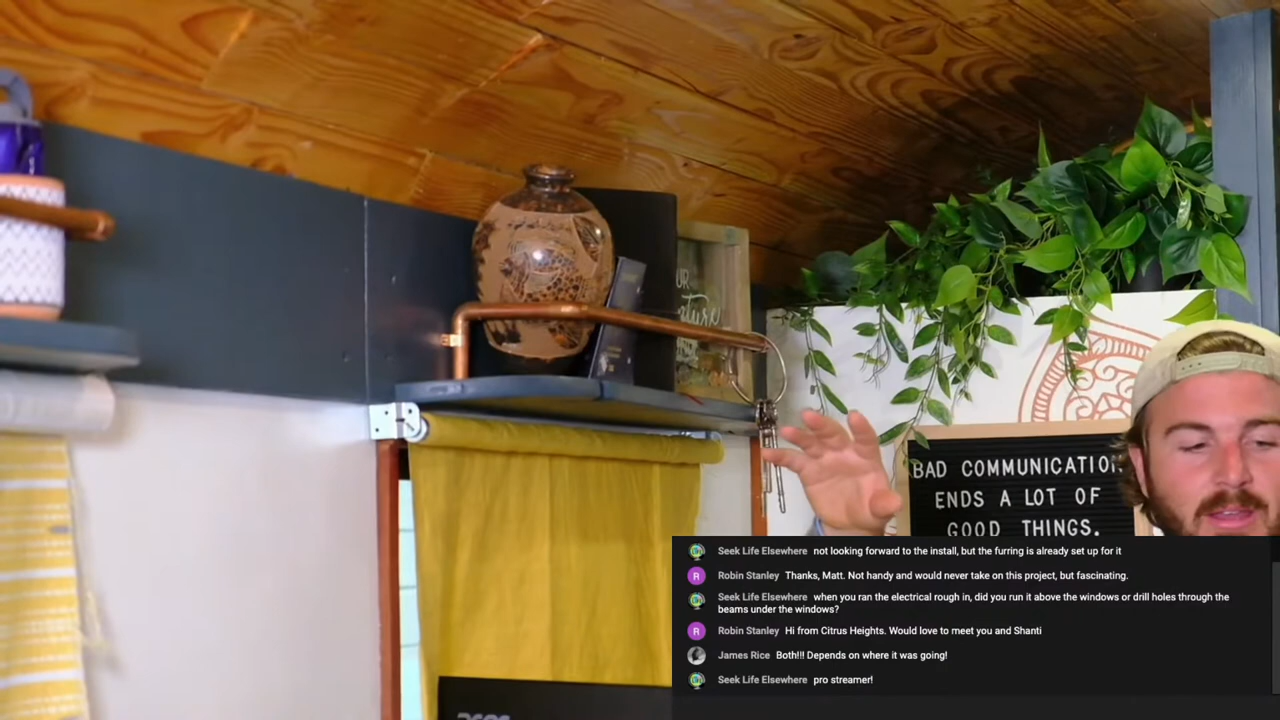 BAD COMMUNICATION
ENDS A LOT OF
GOOD THINGS.
Seek Life Elsewhere not looking forward to the install, but the furring is already set up for it
R Robin Stanley Thanks, Matt. Not handy and would never take on this project, but fascinating.
Seek Life Elsewhere when you ran the electrical rough in, did you run it above the windows or drill holes through the
beams under the windows?
R Robin Stanley Hi from Citrus Heights. Would love to meet you and Shanti
James Rice Both!!! Depends on where it was going!
Seek Life Elsewhere pro streamer!